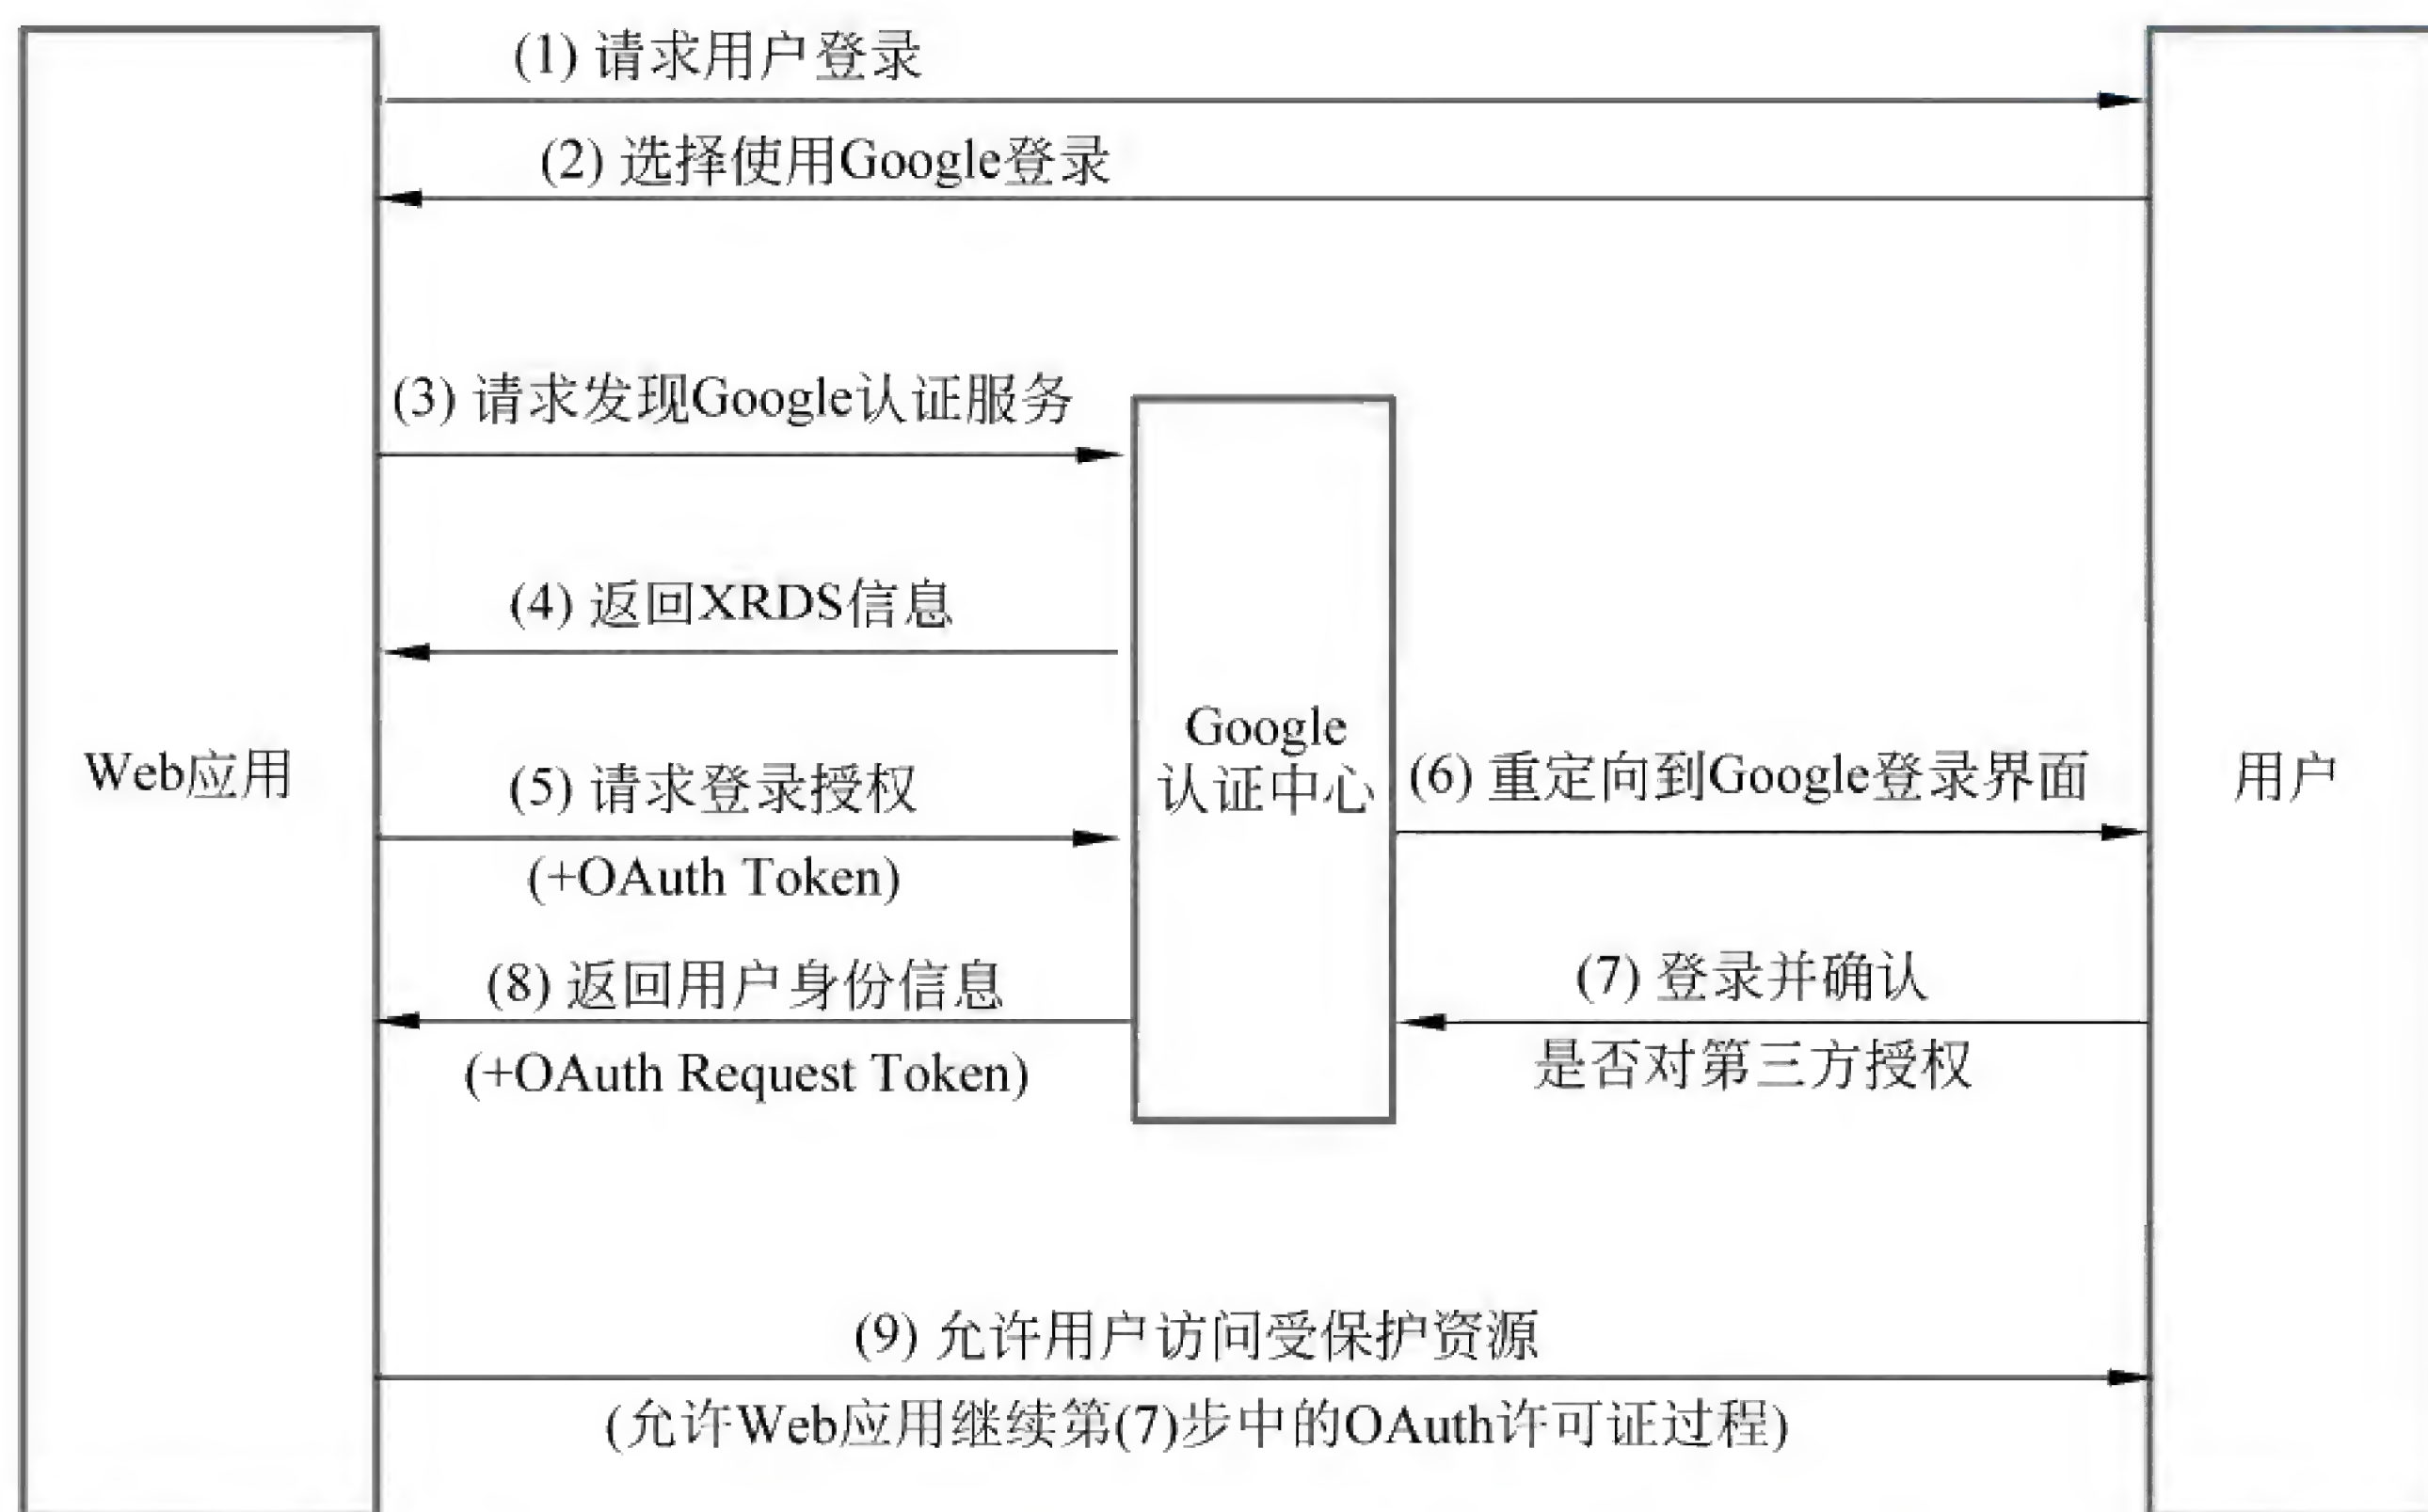 (1) 请求用户登录
(2) 选择使用Google登录
(3) 请求发现Google认证服务
(4) 返回XRDS信息
Web应用
(5) 请求登录授权
(+OAuth Token)
Google
认证中心
(6) 重定向到Google登录界面
用户
(7) 登录并确认
是否对第三方授权
(8) 返回用户身份信息
(+OAuth Request Token)
(9) 允许用户访问受保护资源
(允许Web应用继续第(7)步中的OAuth许可证过程)